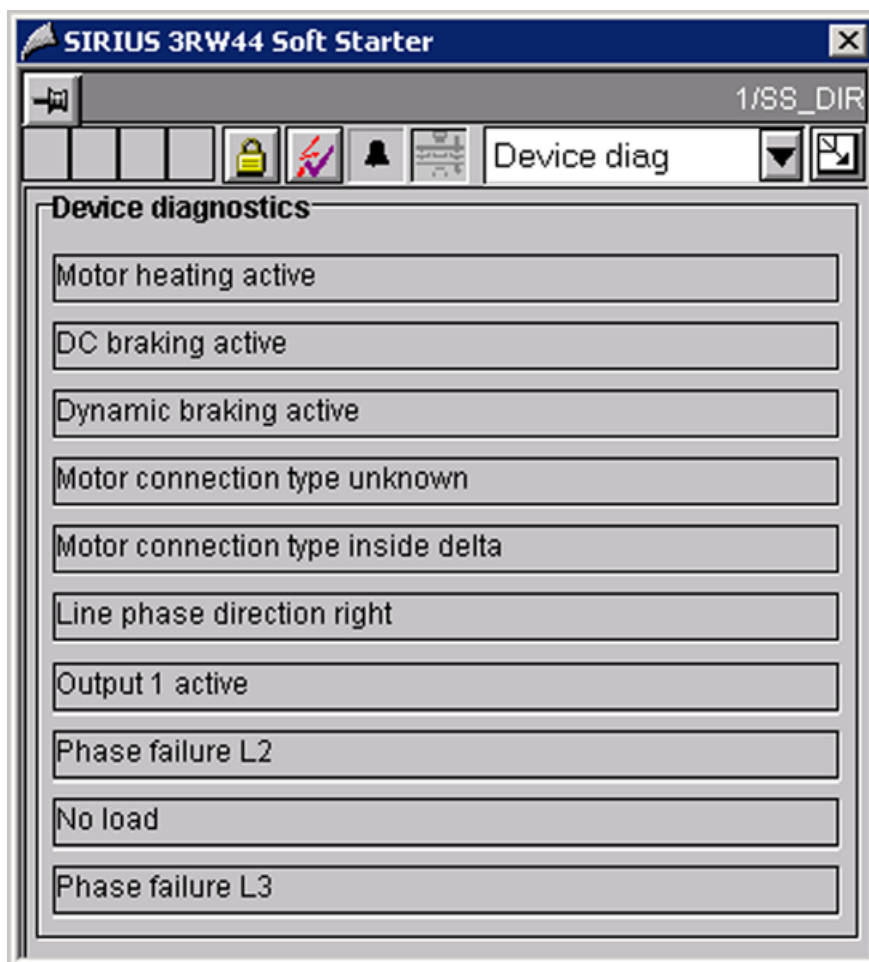 SIRIUS 3RW44 Soft Starter
1/SS_DIR
Device diag
Device diagnostics
Motor heating active
DC braking active
Dynamic braking active
Motor connection type unknown
Motor connection type inside delta
Line phase direction right
Output 1 active
Phase failure L2
No load
Phase failure L3